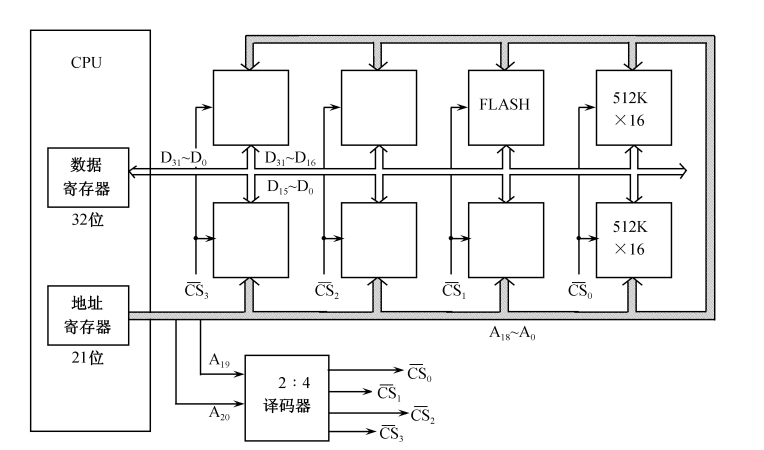 CPU
FLASH
512K
×16
数据
寄存器
32位
D₃₁~D₀
D₃₁~D₁₆
D₁₅~D₀
512K
×16
C̅S̅₃
C̅S̅₂
C̅S̅₁
C̅S̅₀
地址
寄存器
21位
A₁₈~A₀
A₁₉
A₂₀
2：4
译码器
C̅S̅₀
C̅S̅₁
C̅S̅₂
C̅S̅₃